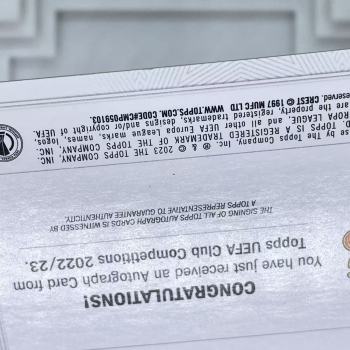 CONGRATULATIONS!
You have just received an Autograph Card from
Topps UEFA Club Competitions 2022/23.
THE SIGNING OF ALL TOPPS AUTOGRAPH CARDS IS WITNESSED BY
A TOPPS REPRESENTATIVE TO GUARANTEE AUTHENTICITY.
se by The Topps Company, Inc. ® & © 2023 THE TOPPS COMPANY, INC.
D. TOPPS IS A REGISTERED TRADEMARK OF THE TOPPS COMPANY, INC.
ROPA LEAGUE, and all other UEFA Europa League marks, names, logos,
are the property, registered trademarks, designs and/or copyright of UEFA.
reserved. CREST © 1997 MUFC LTD WWW.TOPPS.COM. CODE#CMP059103.